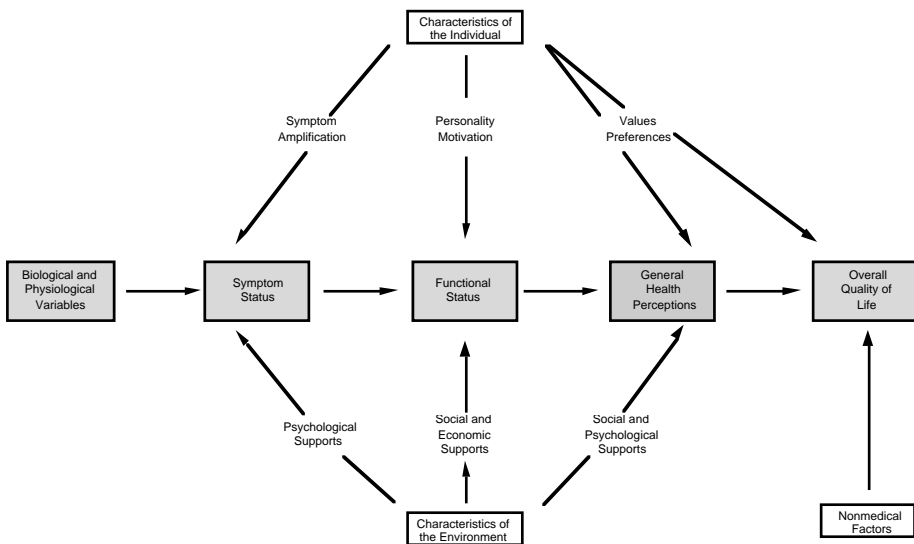 Characteristics of
the Individual
Symptom
Amplification
Personality
Motivation
Values
Preferences
Biological and
Physiological
Variables
Symptom
Status
Functional
Status
General
Health
Perceptions
Overall
Quality of
Life
Psychological
Supports
Social and
Economic
Supports
Social and
Psychological
Supports
Characteristics of
the Environment
Nonmedical
Factors